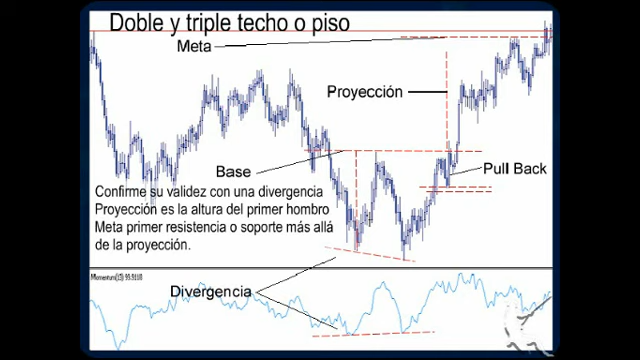 Doble y triple techo o piso
Meta
Proyección
Base
Pull Back
Confirme su validez con una divergencia
Proyección es la altura del primer hombro
Meta primer resistencia o soporte más allá
de la proyección.
Divergencia